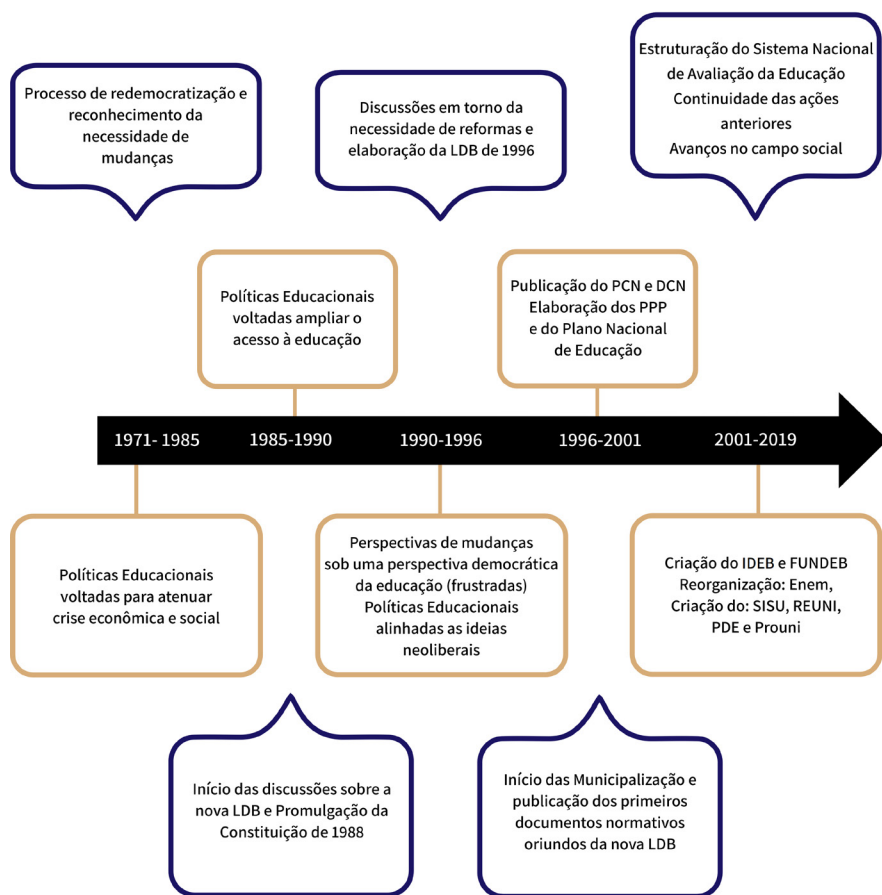 Processo de redemocratização e
reconhecimento da
necessidade de
mudanças
Discussões em torno da
necessidade de reformas e
elaboração da LDB de 1996
Estruturação do Sistema Nacional
de Avaliação da Educação
Continuidade das ações
anteriores
Avanços no campo social
Políticas Educacionais
voltadas ampliar o
acesso à educação
Publicação do PCN e DCN
Elaboração dos PPP
e do Plano Nacional
de Educação
1971- 1985
1985-1990
1990-1996
1996-2001
2001-2019
Políticas Educacionais
voltadas para atenuar
crise econômica e social
Perspectivas de mudanças
sob uma perspectiva democrática
da educação (frustradas)
Políticas Educacionais
alinhadas as ideias
neoliberais
Criação do IDEB e FUNDEB
Reorganização: Enem,
Criação do: SISU, REUNI,
PDE e Prouni
Início das discussões sobre a
nova LDB e Promulgação da
Constituição de 1988
Início das Municipalização e
publicação dos primeiros
documentos normativos
oriundos da nova LDB